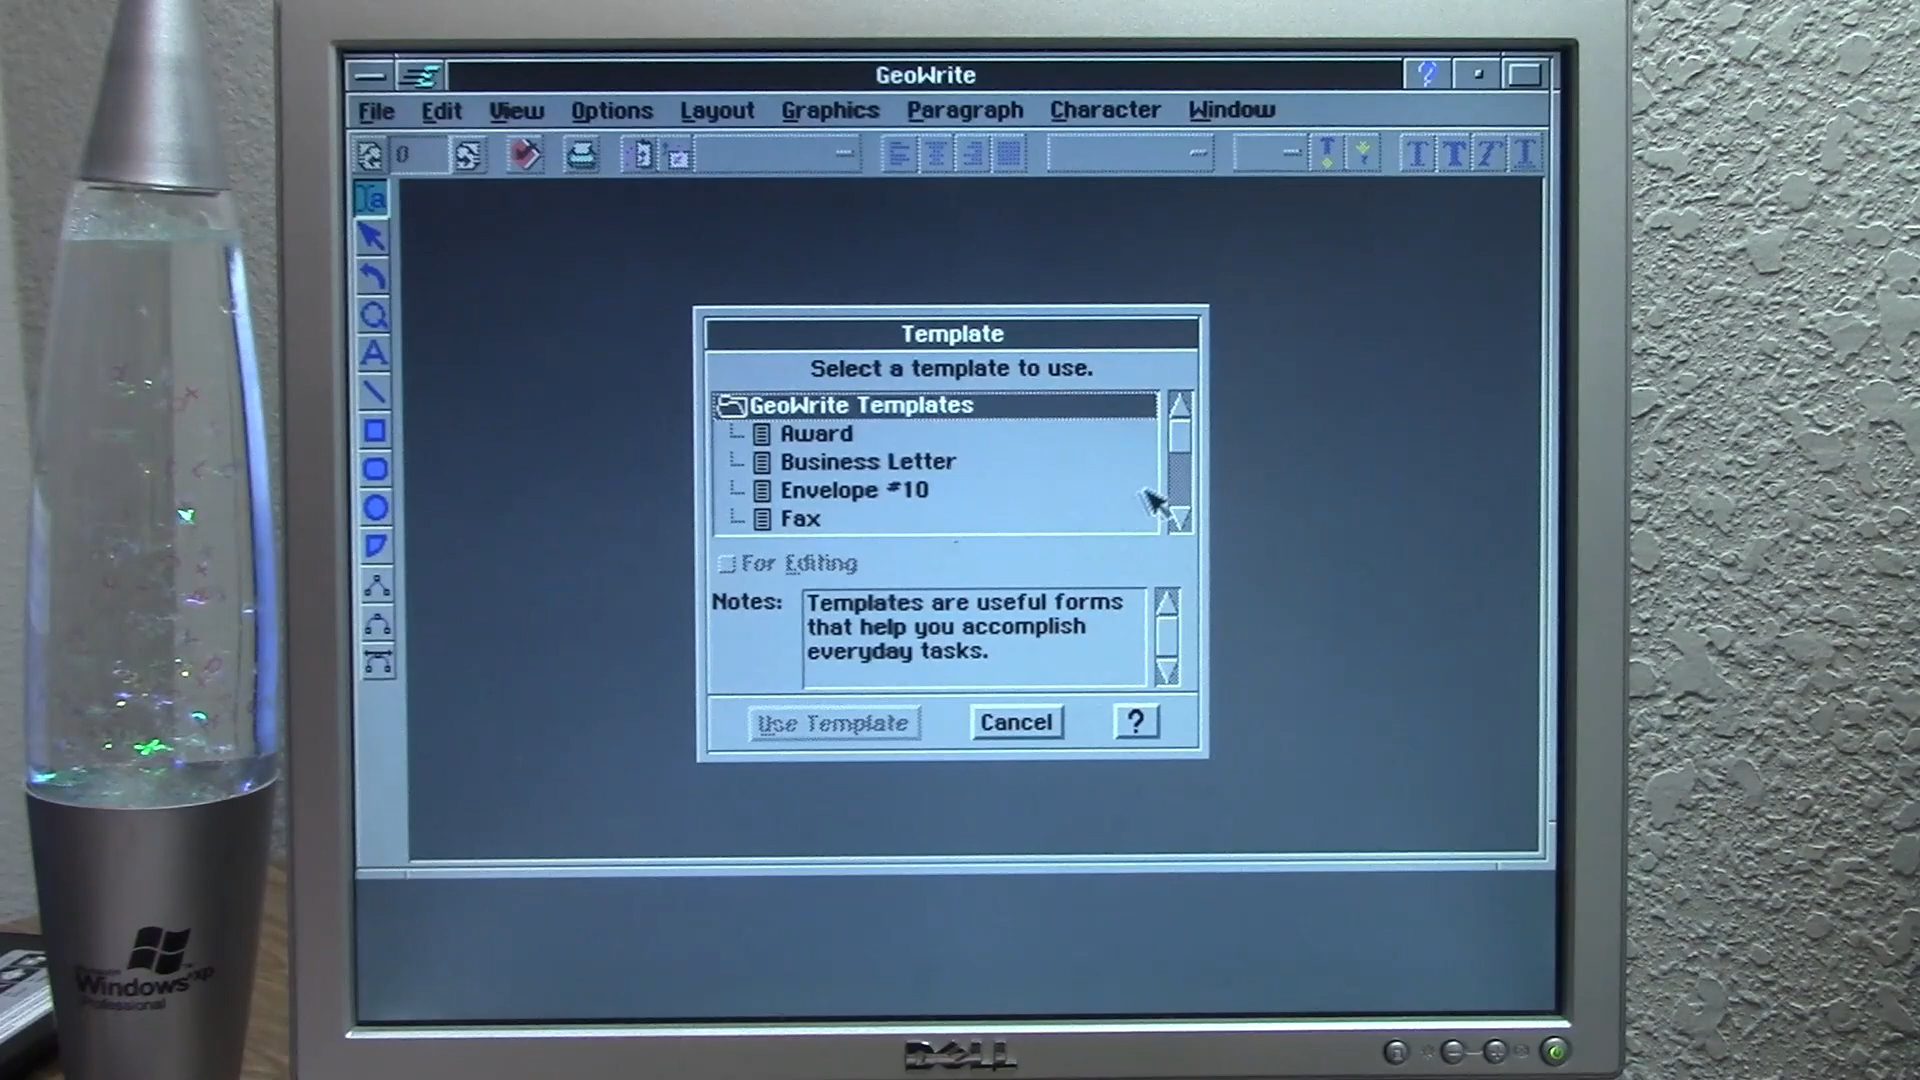 GeoWrite
File Edit View Options Layout Graphics Paragraph Character Window
0
Template
Select a template to use.
GeoWrite Templates
Award
Business Letter
Envelope #10
Fax
For Editing
Notes: Templates are useful forms
that help you accomplish
everyday tasks.
Use Template Cancel ?
Windows xp
Professional
DELL